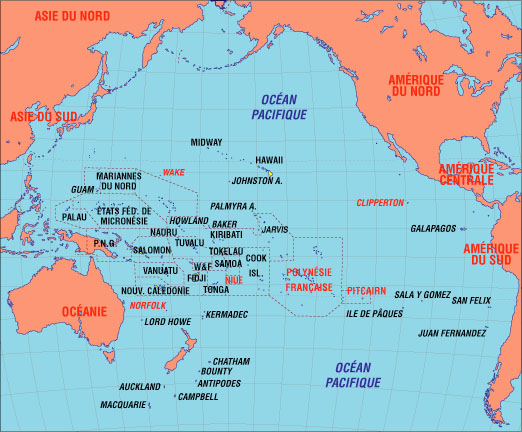 ASIE DU NORD
OCÉAN
PACIFIQUE
AMÉRIQUE
DU NORD
ASIE DU SUD
MIDWAY
HAWAII
WAKE
MARIANNES
DU NORD
GUAM
JOHNSTON A.
AMÉRIQUE
CENTRALE
CLIPPERTON
PALAU
ÉTATS FÉD. DE
MICRONÉSIE
PALMYRA A.
HOWLAND
BAKER
JARVIS
GALAPAGOS
NAURU
KIRIBATI
P.N.G.
SALOMON
TUVALU
TOKELAU
AMÉRIQUE
DU SUD
VANUATU
W&F
SAMOA
COOK
ISL.
FIDJI
NIUE
POLYNÉSIE
FRANÇAISE
NOUV. CALÉDONIE
TONGA
PITCAIRN
SALA Y GOMEZ
SAN FELIX
OCÉANIE
NORFOLK
LORD HOWE
KERMADEC
ILE DE PÂQUES
JUAN FERNANDEZ
CHATHAM
BOUNTY
ANTIPODES
AUCKLAND
CAMPBELL
MACQUARIE
OCÉAN
PACIFIQUE